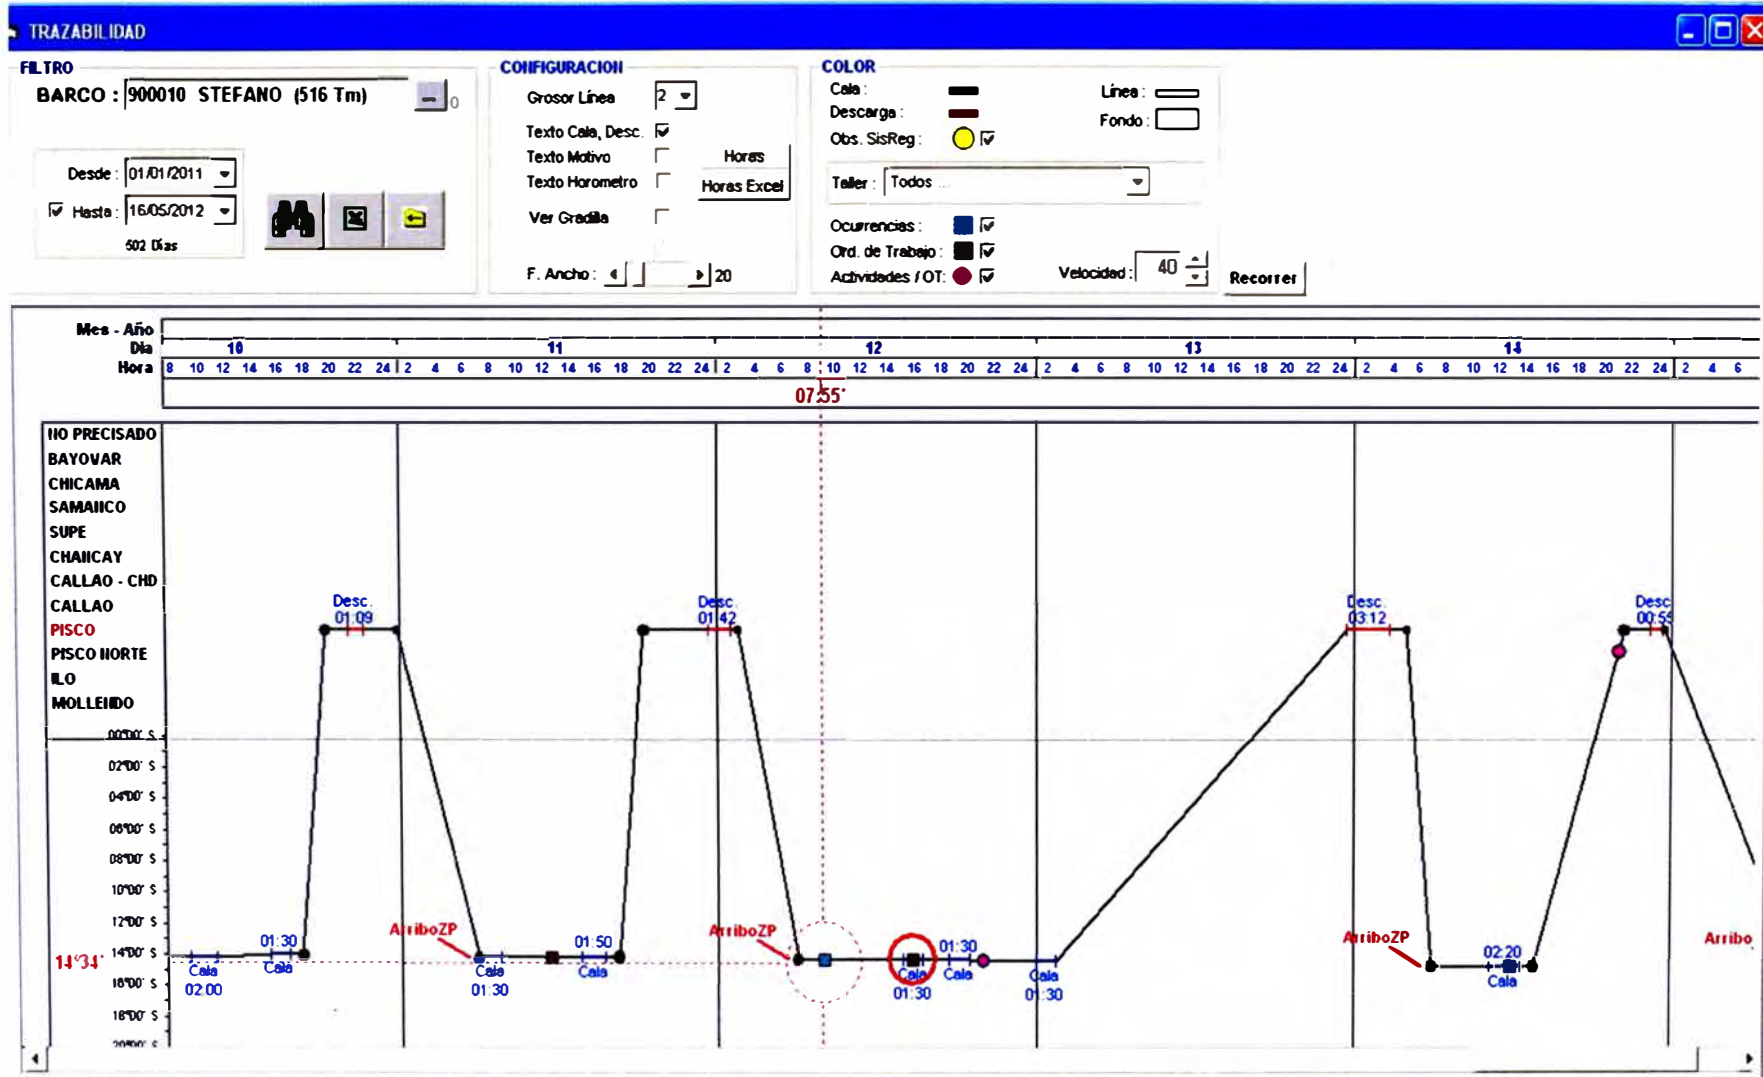 TRAZABILIDAD
FILTRO
BARCO : 900010 STEFANO (516 Tm)
0
Desde : 01/01/2011
Hasta : 16/05/2012
502 Días
CONFIGURACION
Grosor Línea 2
Texto Cala, Desc.
Texto Motivo
Texto Horometro
Ver Gradilla
F. Ancho : 20
Horas
Horas Excel
COLOR
Cala :
Descarga :
Obs. SisReg :
Línea :
Fondo :
Taller : Todos ...
Ocurrencias :
Ord. de Trabajo :
Actividades / OT:
Velocidad : 40
Recorrer
Mes - Año
Dia 10 11 12 13 14
Hora 8 10 12 14 16 18 20 22 24 2 4 6 8 10 12 14 16 18 20 22 24 2 4 6 8 10 12 14 16 18 20 22 24 2 4 6 8 10 12 14 16 18 20 22 24 2 4 6 8 10 12 14 16 18 20 22 24 2 4 6
07:55'
NO PRECISADO
BAYOVAR
CHICAMA
SAMANCO
SUPE
CHANCAY
CALLAO - CHD
CALLAO
PISCO
PISCO NORTE
ILO
MOLLENDO
Desc. Desc. Desc. Desc
01:09 01:42 03:12 00:55
00°00' S
02°00' S
04°00' S
06°00' S
08°00' S
10°00' S
12°00' S
14°00' S
14°34'
16°00' S
18°00' S
20°00' S
ArriboZP ArriboZP ArriboZP Arribo
01:30 01:50 01:30 02:20
Cala Cala Cala Cala Cala Cala Cala Cala
02:00 01:30 01:30 01:30